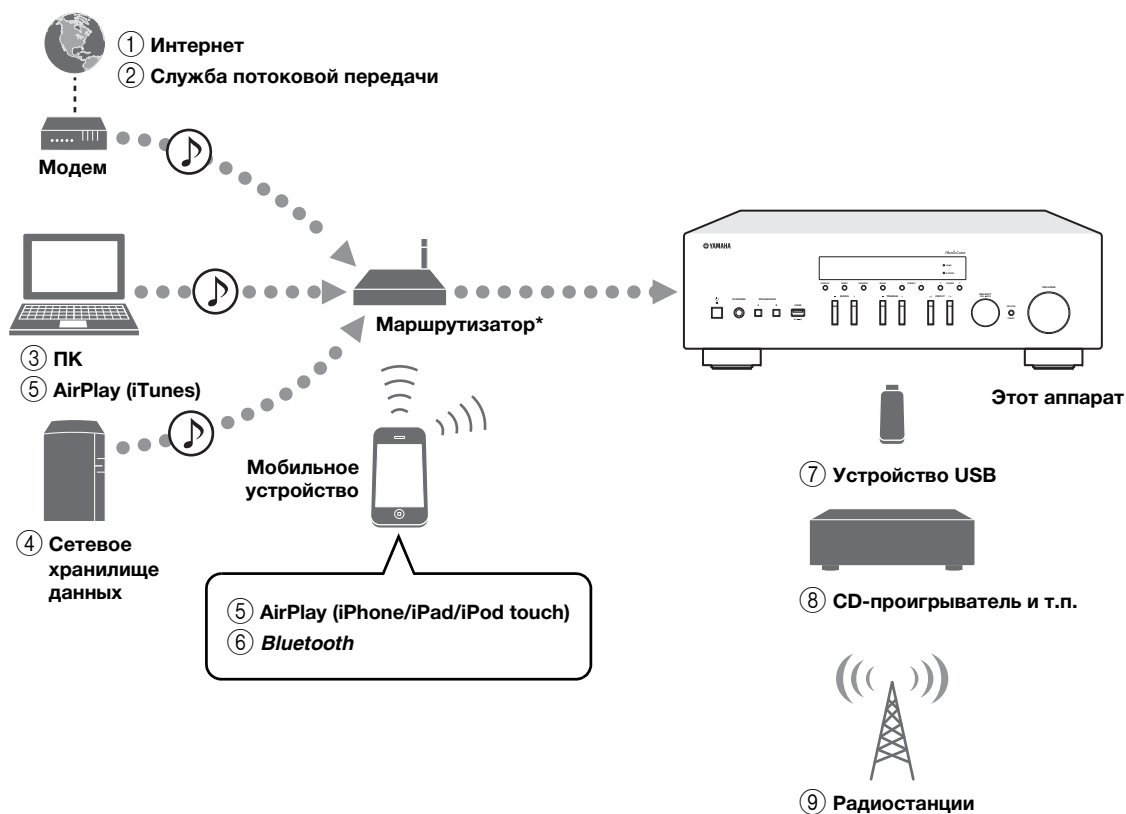 ① Интернет
② Служба потоковой передачи
Модем
③ ПК
⑤ AirPlay (iTunes)
④ Сетевое
хранилище
данных
Маршрутизатор*
Мобильное
устройство
⑤ AirPlay (iPhone/iPad/iPod touch)
⑥ Bluetooth
YAMAHA
Этот аппарат
⑦ Устройство USB
⑧ CD-проигрыватель и т.п.
⑨ Радиостанции